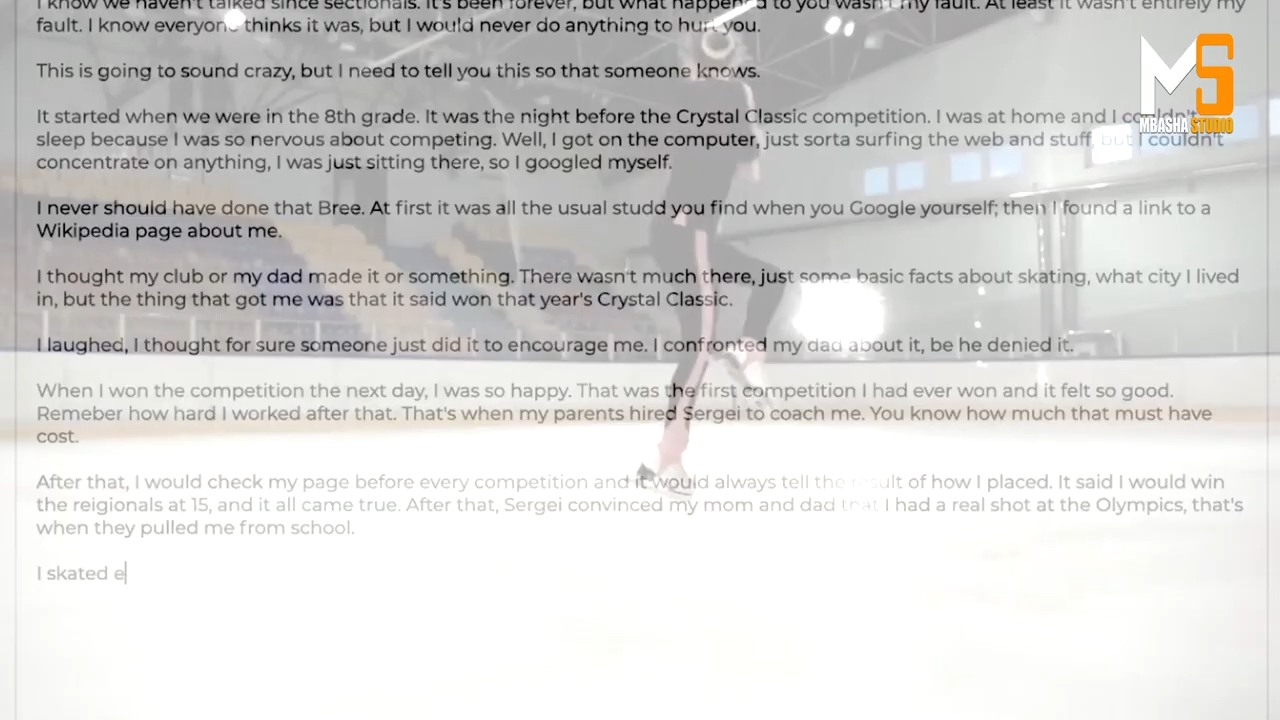 I know we haven't talked since sectionals. It's been forever, but what happened to you wasn't my fault. At least it wasn't entirely my
fault. I know everyone thinks it was, but I would never do anything to hurt you.
This is going to sound crazy, but I need to tell you this so that someone knows.
It started when we were in the 8th grade. It was the night before the Crystal Classic competition. I was at home and I couldn't
sleep because I was so nervous about competing. Well, I got on the computer, just sorta surfing the web and stuff, but I couldn't
concentrate on anything, I was just sitting there, so I googled myself.
I never should have done that Bree. At first it was all the usual studd you find when you Google yourself; then I found a link to a
Wikipedia page about me.
I thought my club or my dad made it or something. There wasn't much there, just some basic facts about skating, what city I lived
in, but the thing that got me was that it said won that year's Crystal Classic.
I laughed, I thought for sure someone just did it to encourage me. I confronted my dad about it, be he denied it.
When I won the competition the next day, I was so happy. That was the first competition I had ever won and it felt so good.
Remeber how hard I worked after that. That's when my parents hired Sergei to coach me. You know how much that must have
cost.
After that, I would check my page before every competition and it would always tell the result of how I placed. It said I would win
the reigionals at 15, and it all came true. After that, Sergei convinced my mom and dad that I had a real shot at the Olympics, that's
when they pulled me from school.
I skated e
MS
MBASHA STUDIO